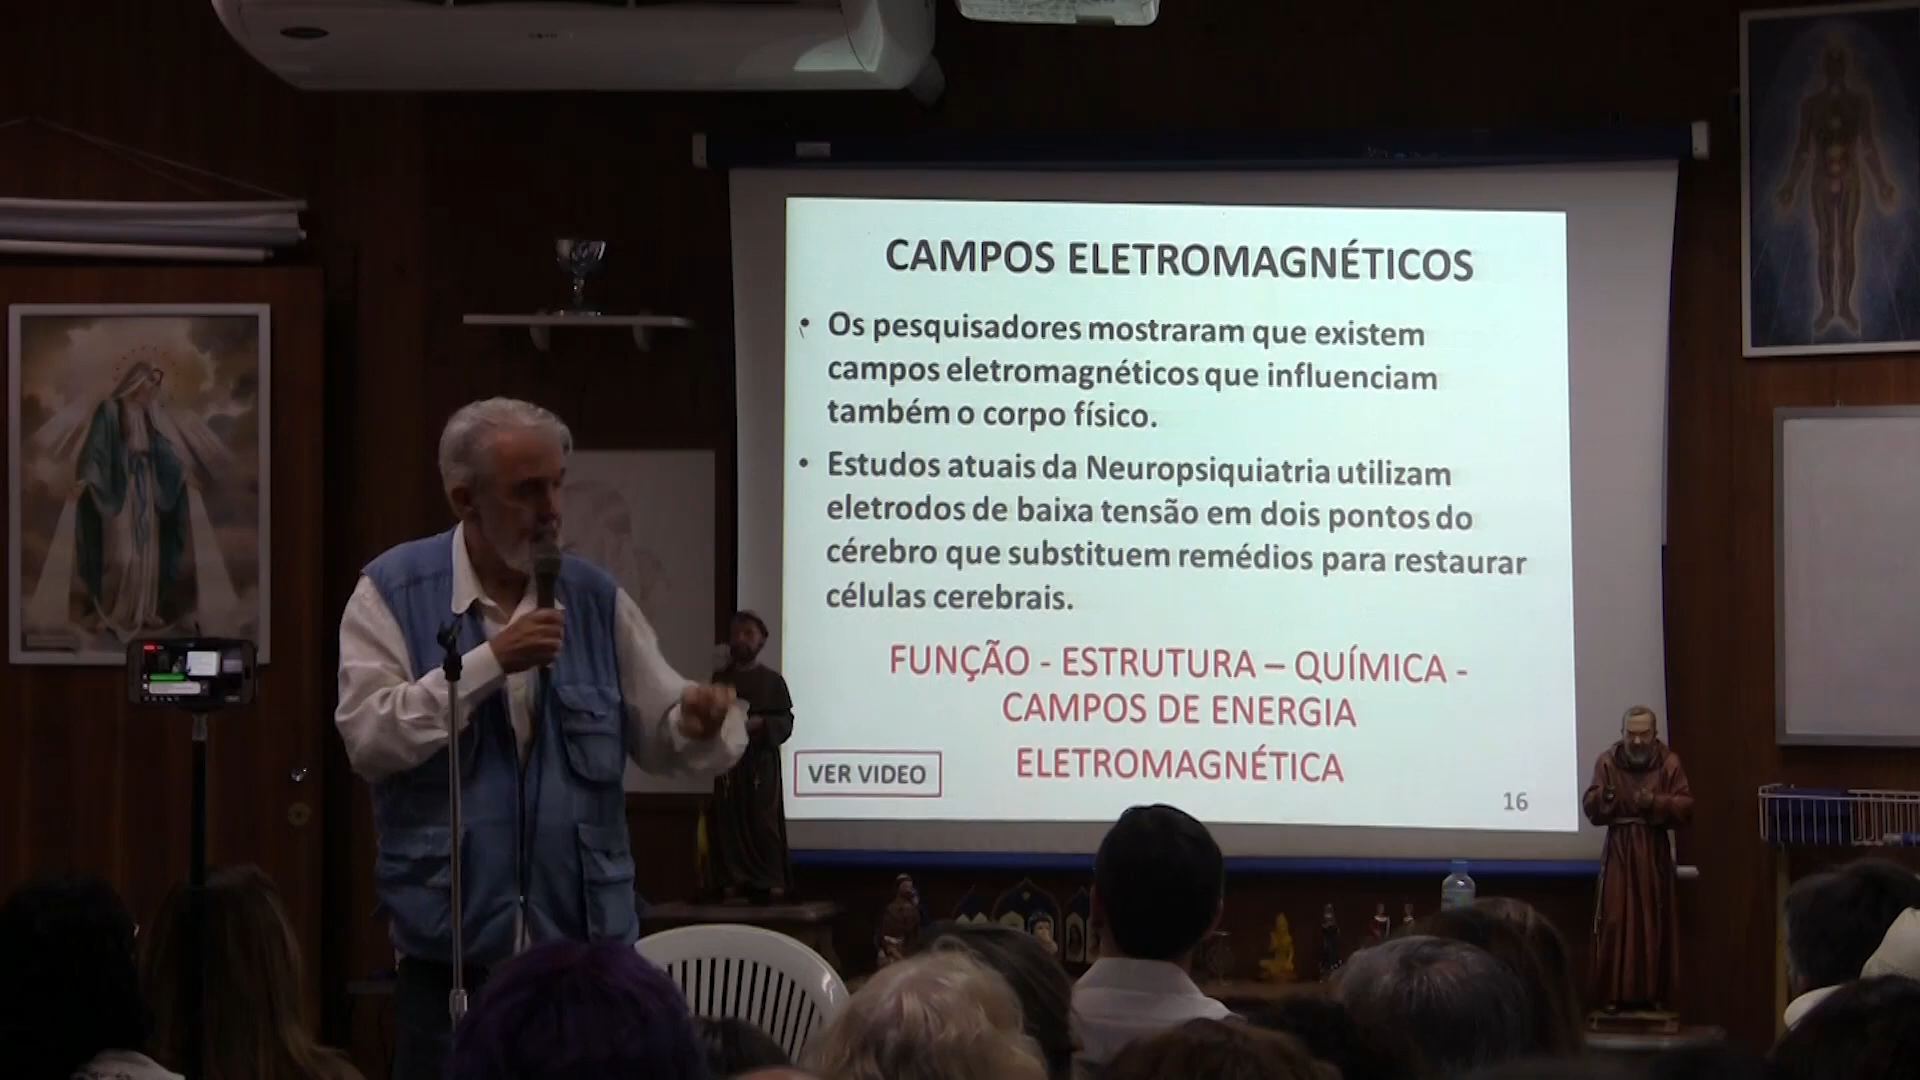 CAMPOS ELETROMAGNÉTICOS
• Os pesquisadores mostraram que existem
campos eletromagnéticos que influenciam
também o corpo físico.
• Estudos atuais da Neuropsiquiatria utilizam
eletrodos de baixa tensão em dois pontos do
cérebro que substituem remédios para restaurar
células cerebrais.
FUNÇÃO - ESTRUTURA – QUÍMICA -
CAMPOS DE ENERGIA
ELETROMAGNÉTICA
VER VIDEO
16